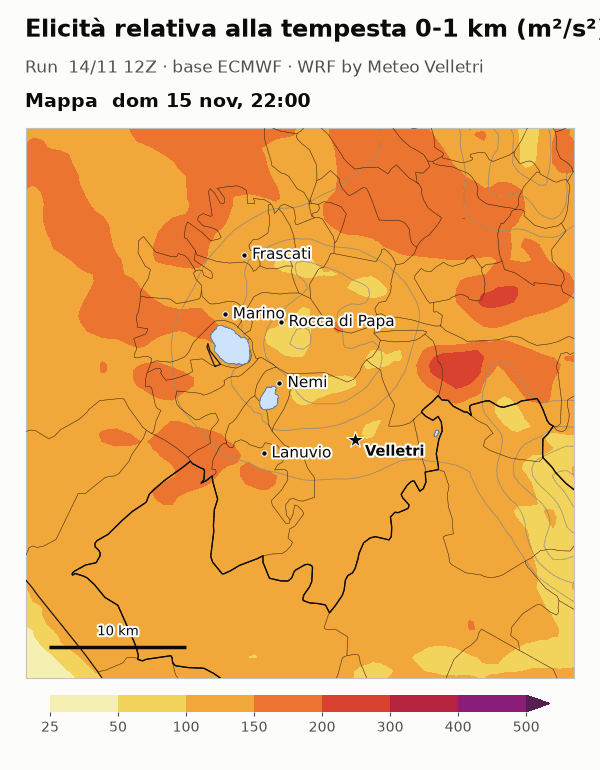 Elicità relativa alla tempesta 0-1 km (m²/s²)
Run 14/11 12Z · base ECMWF · WRF by Meteo Velletri
Mappa dom 15 nov, 22:00
Frascati
Marino
Rocca di Papa
Nemi
Velletri
Lanuvio
10 km
25 50 100 150 200 300 400 500